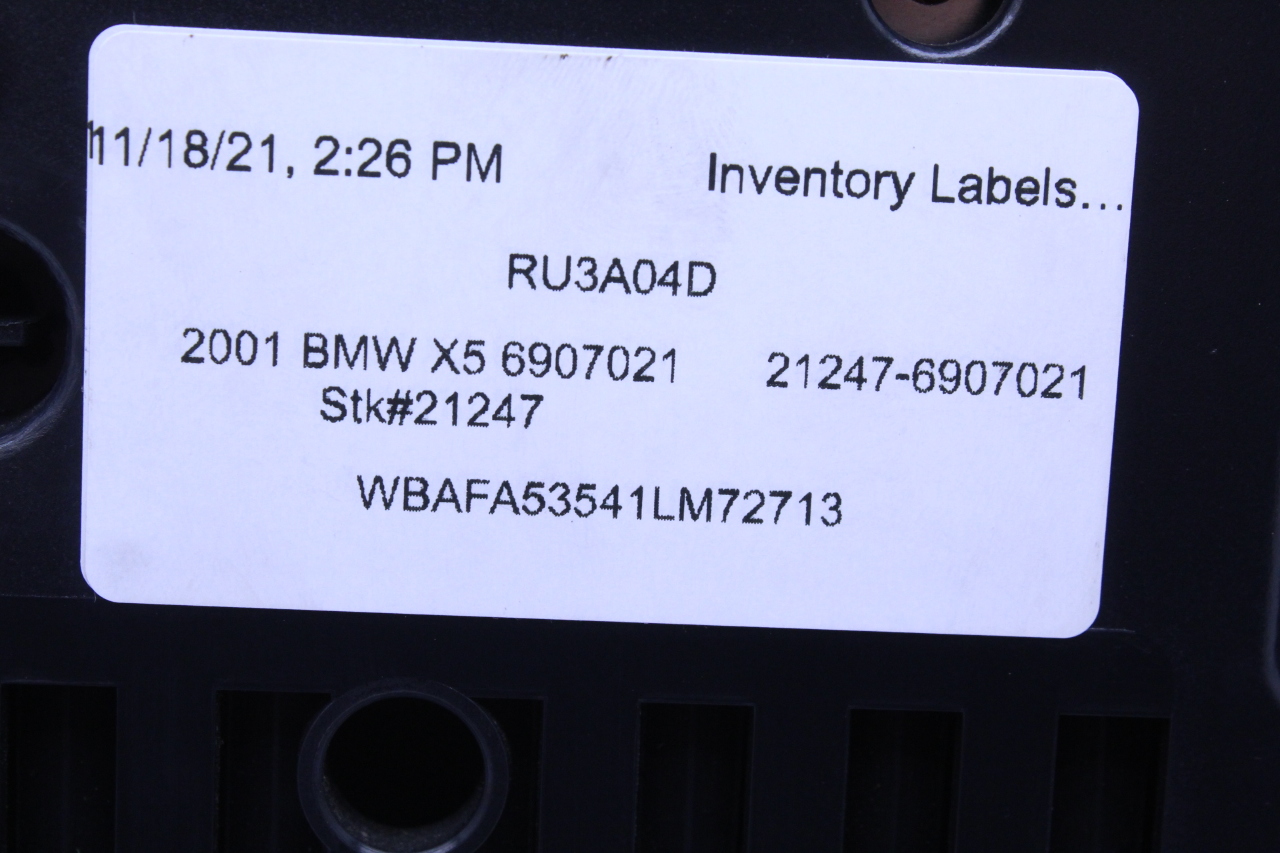 11/18/21, 2:26 PM Inventory Labels...
RU3A04D
2001 BMW X5 6907021 21247-6907021
Stk#21247
WBAFA53541LM72713